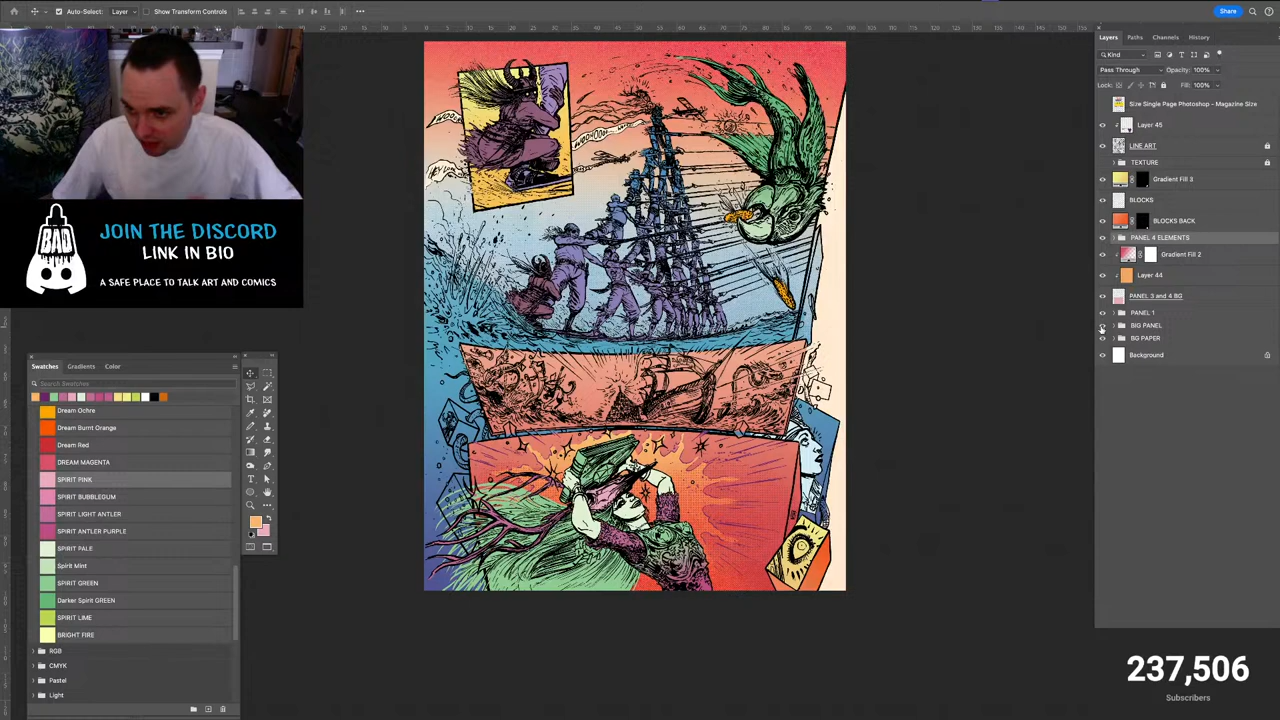 Auto-Select:
Layer
Show Transform Controls
Share
BAD
JOIN THE DISCORD
LINK IN BIO
A SAFE PLACE TO TALK ART AND COMICS
Swatches
Gradients
Color
Search Swatches
Dream Ochre
Dream Burnt Orange
Dream Red
DREAM MAGENTA
SPIRIT PINK
SPIRIT BUBBLEGUM
SPIRIT LIGHT ANTLER
SPIRIT ANTLER PURPLE
SPIRIT PALE
Spirit Mint
SPIRIT GREEN
Darker Spirit GREEN
SPIRIT LIME
BRIGHT FIRE
RGB
CMYK
Pastel
Light
Layers
Paths
Channels
History
Kind
Pass Through
Opacity: 100%
Lock:
Fill: 100%
Size Single Page Photoshop - Magazine Size
Layer 45
LINE ART
TEXTURE
Gradient Fill 3
BLOCKS
BLOCKS BACK
PANEL 4 ELEMENTS
Gradient Fill 2
Layer 44
PANEL 3 and 4 BG
PANEL 1
BIG PANEL
BG PAPER
Background
237,506
Subscribers